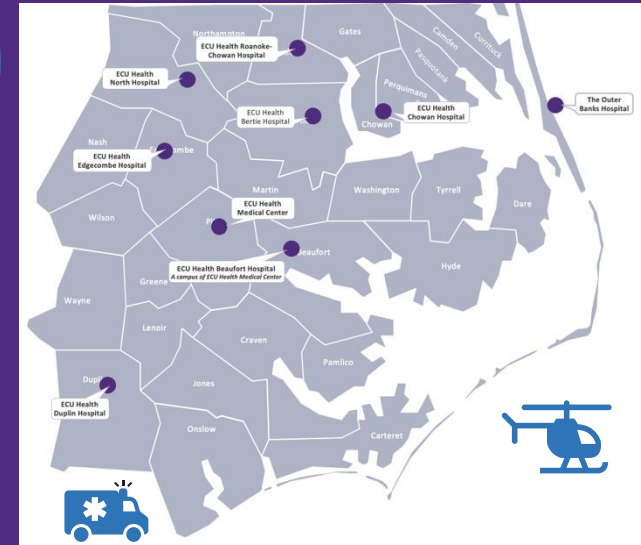 Northampton
Gates
Camden
Currituck
Pasquotank
Perquimans
ECU Health Roanoke-
Chowan Hospital
ECU Health
North Hospital
ECU Health
Bertie Hospital
ECU Health
Chowan Hospital
Chowan
The Outer
Banks Hospital
Nash
ECU Health
Edgecombe Hospital
Martin
Washington
Tyrrell
Dare
Wilson
ECU Health
Medical Center
Beaufort
Hyde
ECU Health Beaufort Hospital
A campus of ECU Health Medical Center
Greene
Wayne
Lenoir
Craven
Pamlico
Jones
ECU Health
Duplin Hospital
Onslow
Carteret